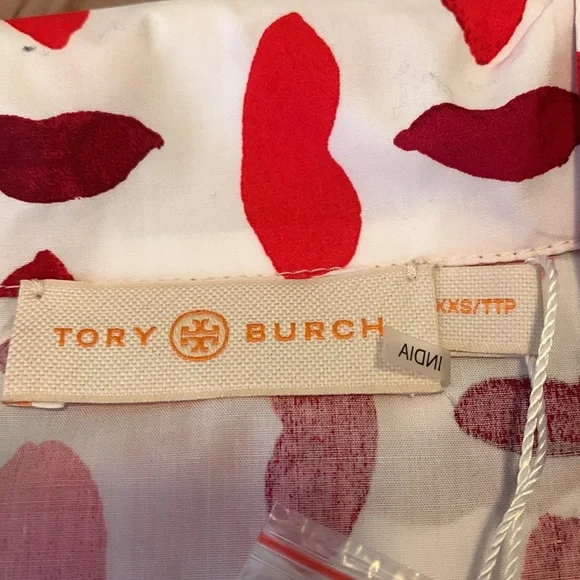 TORY BURCH
XXS/TTP
INDIA